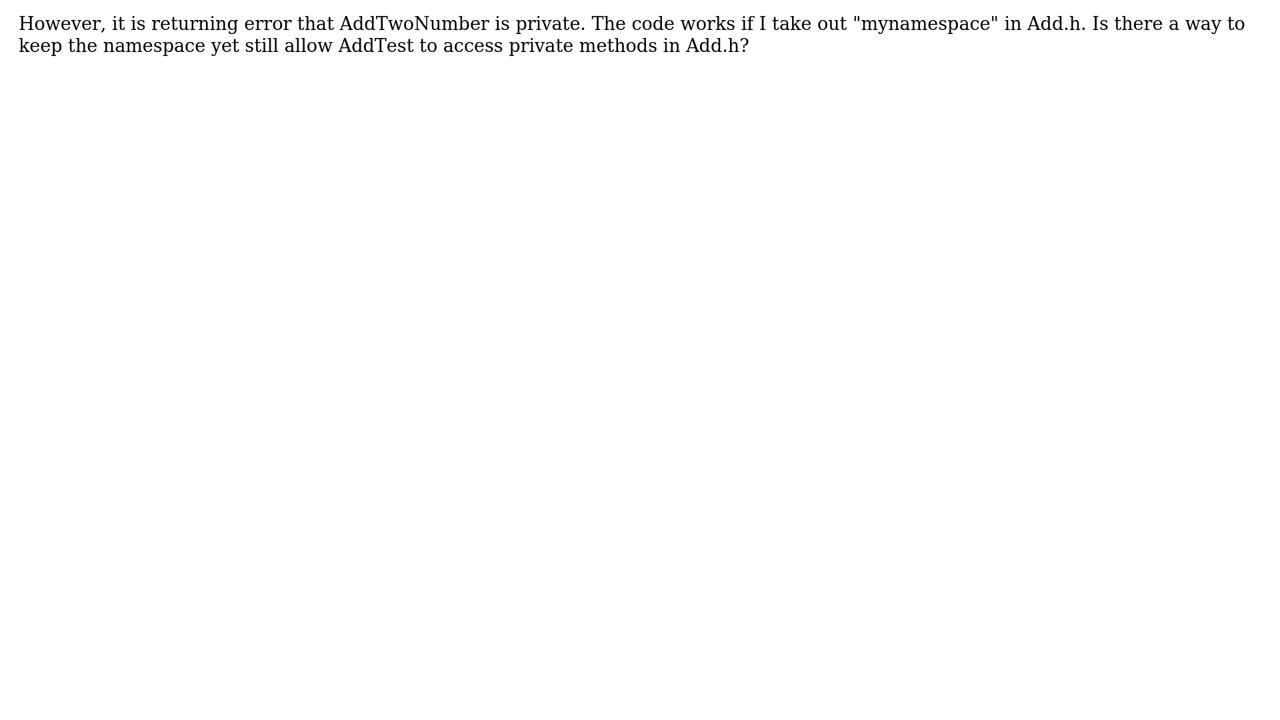 However, it is returning error that AddTwoNumber is private. The code works if I take out "mynamespace" in Add.h. Is there a way to
keep the namespace yet still allow AddTest to access private methods in Add.h?